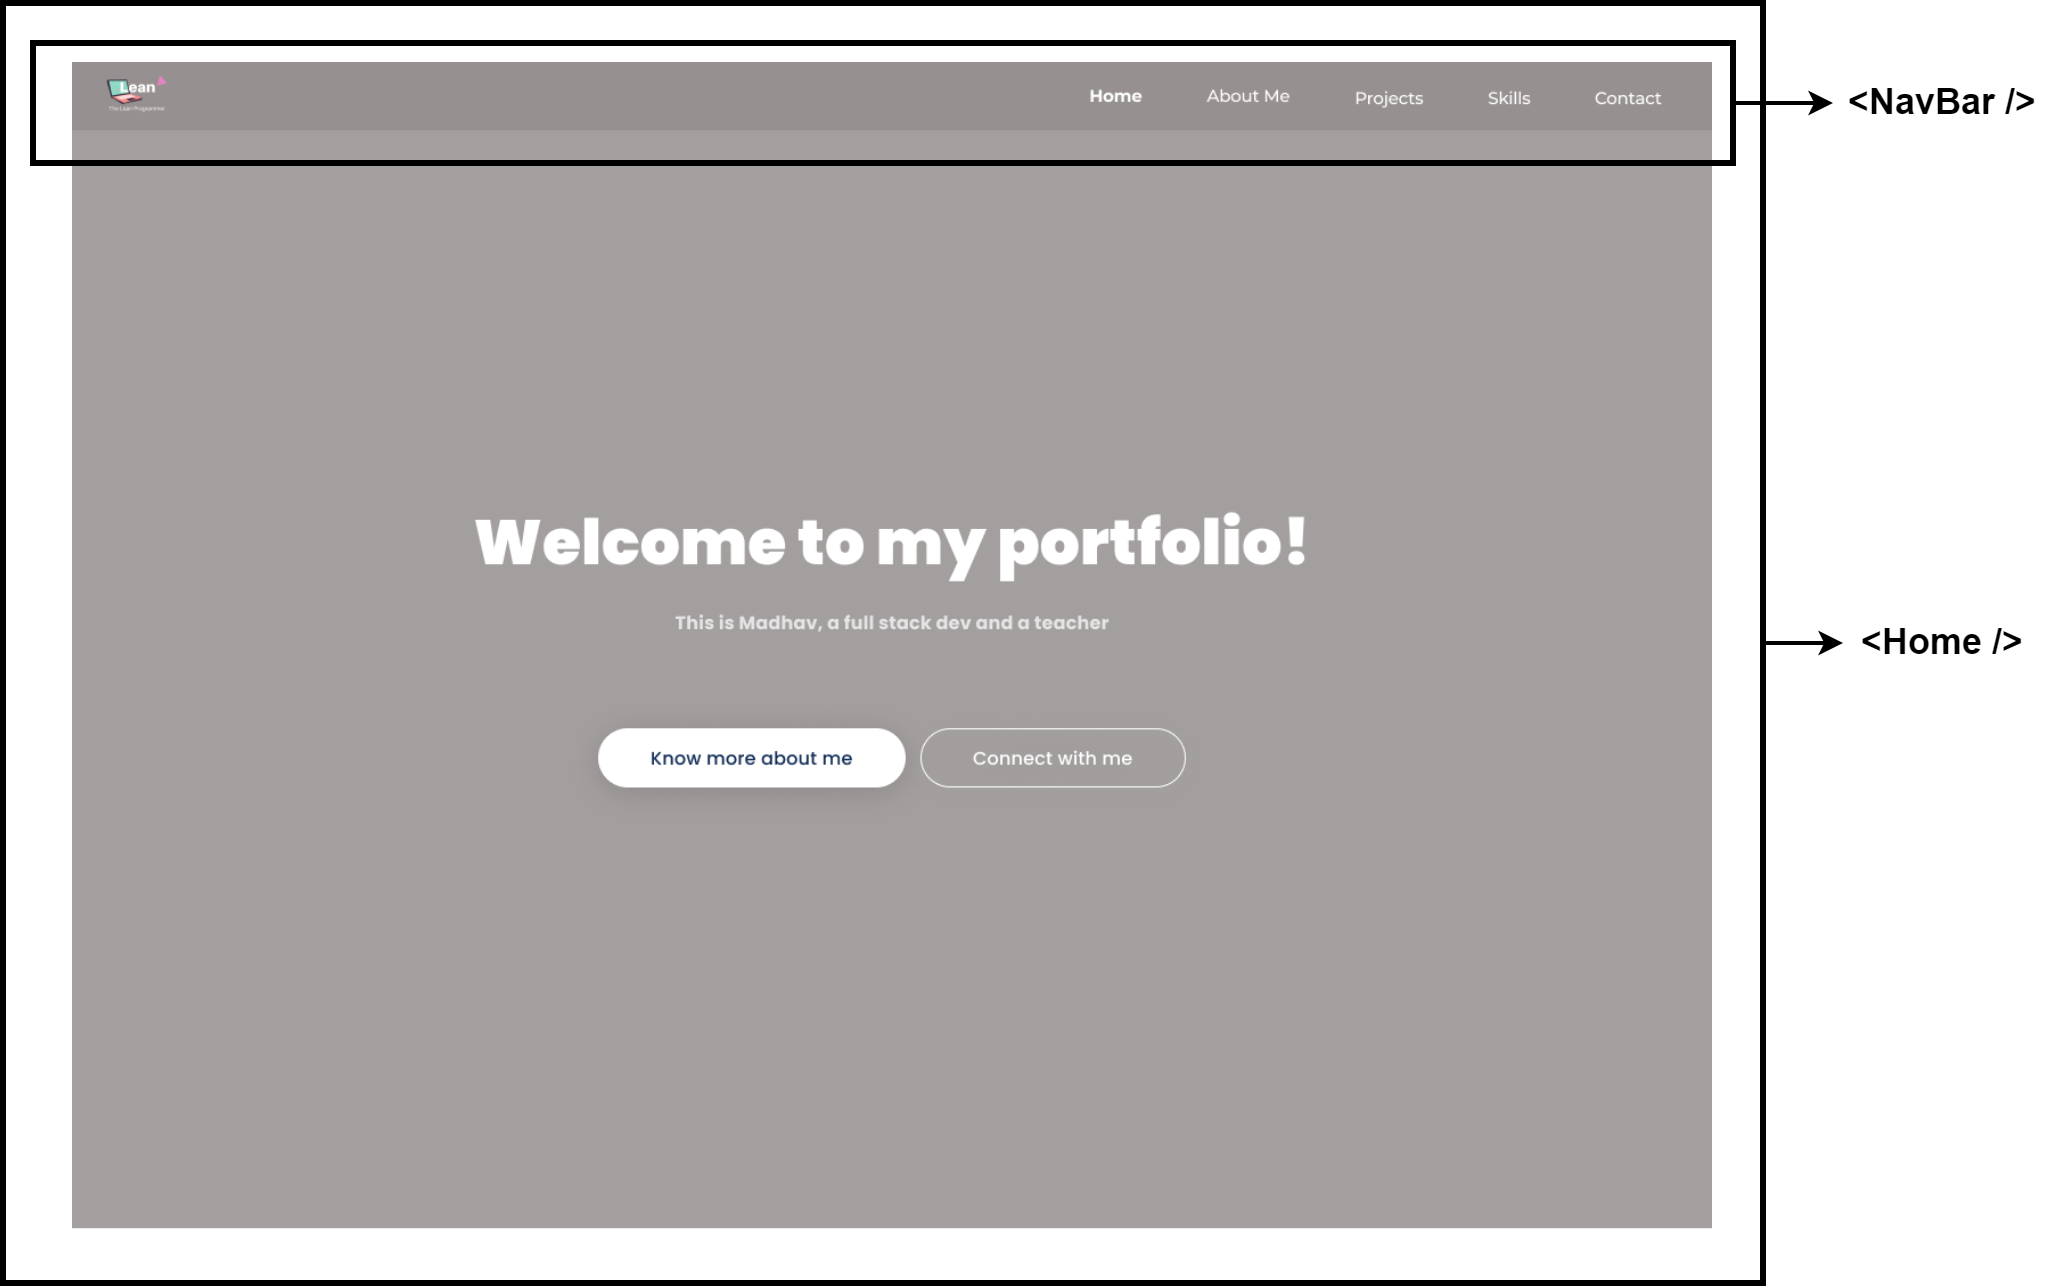 Lean
The Lean Programmer
Home About Me Projects Skills Contact
<NavBar />
Welcome to my portfolio!
This is Madhav, a full stack dev and a teacher
<Home />
Know more about me Connect with me